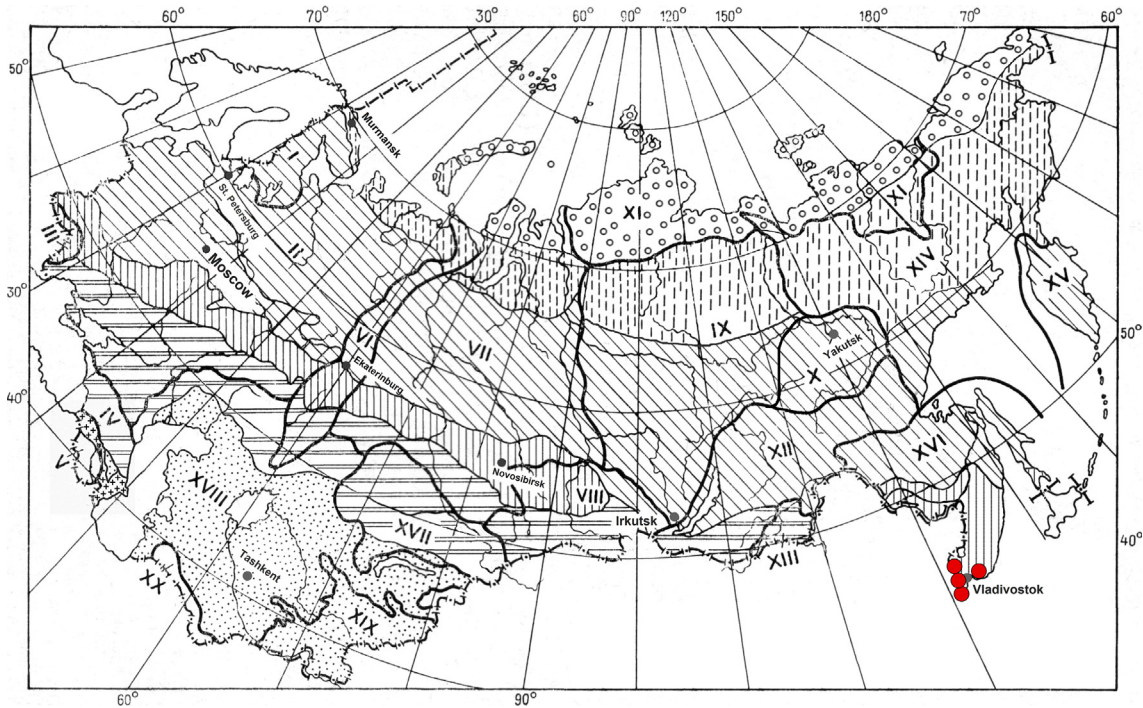 60° 70° 30° 60° 90° 120° 150° 180° 70° 60°
50°
Murmansk
I
St. Petersburg
XI
XI
III
II
Moscow
XIV
XV
30°
IX
50°
VI
VII
Yakutsk
Ekaterinburg
X
40°
IV
XVI
V
XII
Novosibirsk
VIII
XVIII
Irkutsk
XVII
40°
XIII
Tashkent
XX
Vladivostok
XIX
60° 90°